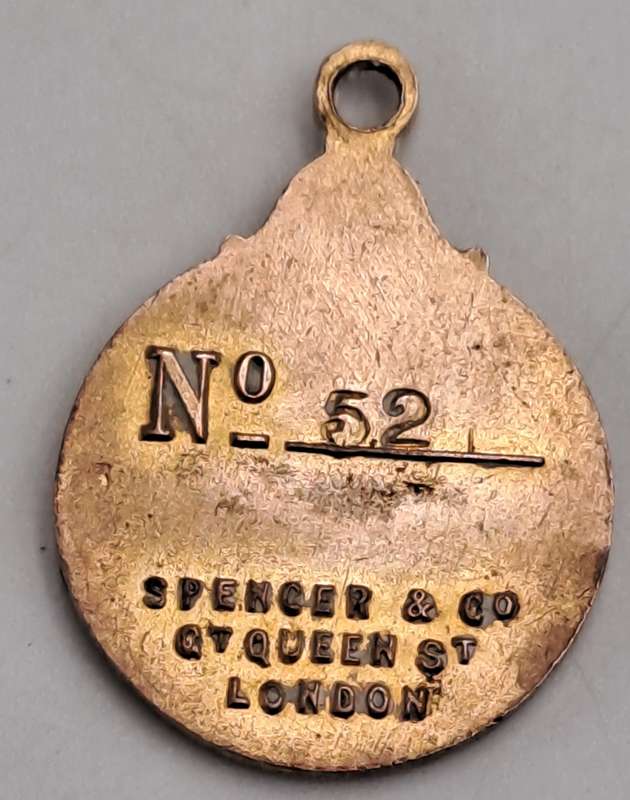 Nº 52
SPENCER & CO
GT QUEEN ST
LONDON